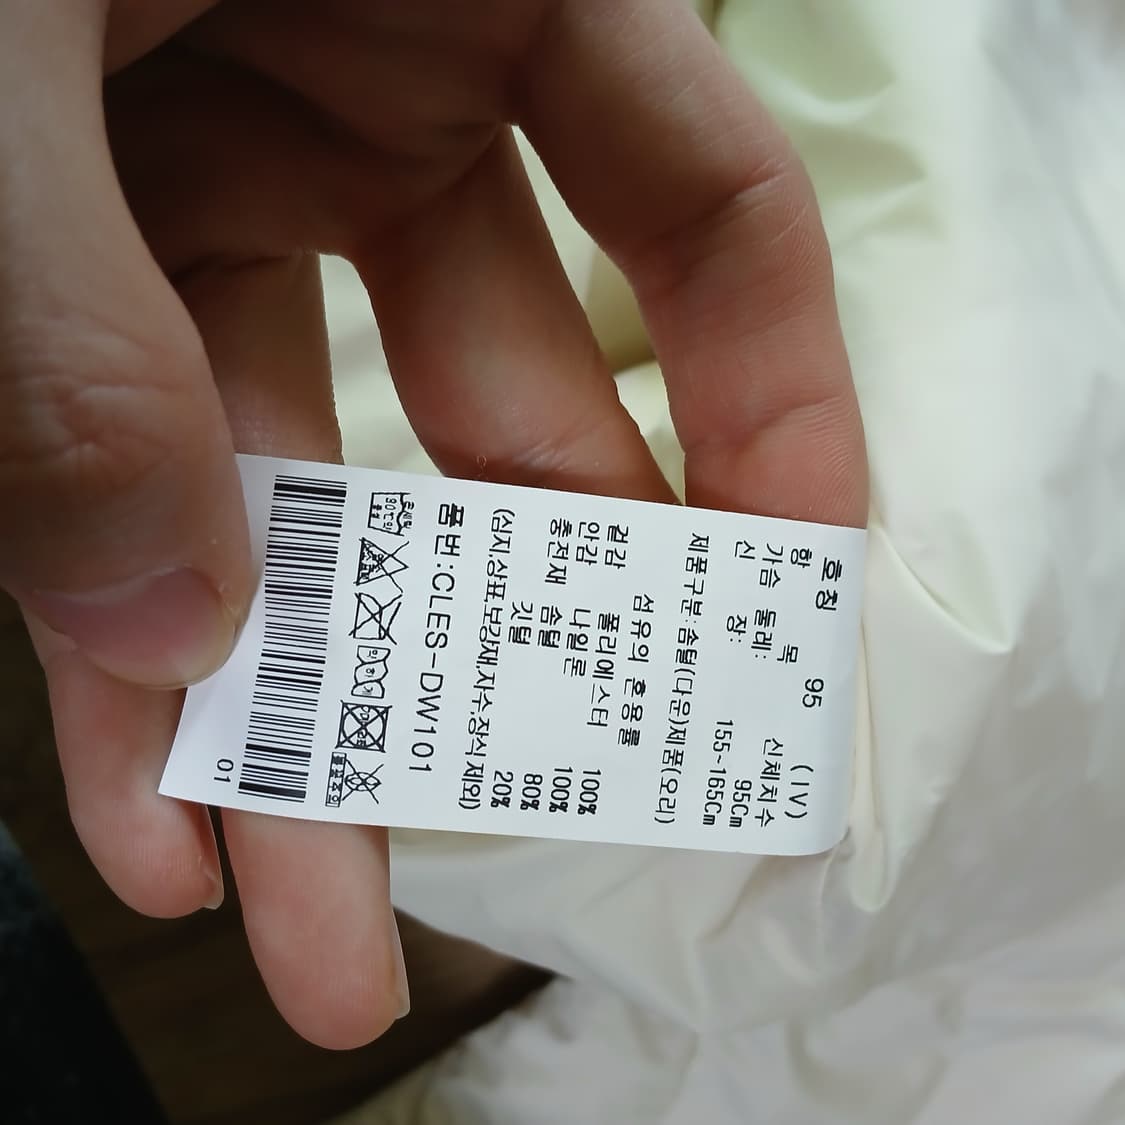 호칭 95 (IV)
항 목 신체치수
가슴 둘레: 95Cm
신 장: 155~165Cm
제품구분:솜털(다운)제품(오리)
섬유의 혼용률
겉감 폴리에스터 100%
안감 나일론 100%
충전재 솜털 80%
깃털 20%
(심지,상표,보강재,자수,장식 제외)
품번:CLES-DW101
01